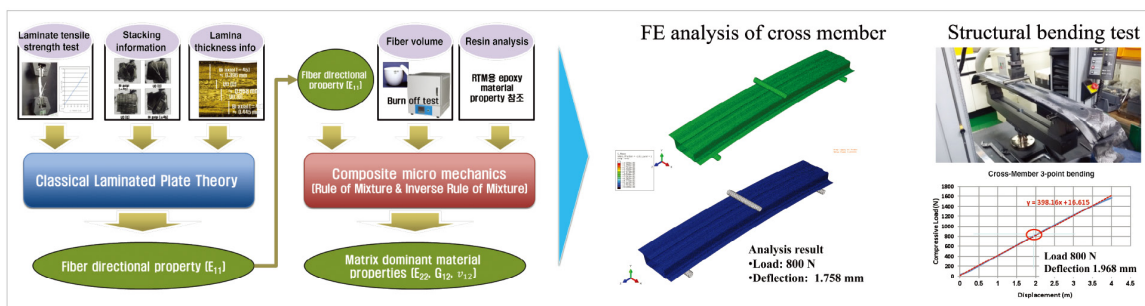 Laminate tensile
strength test
Stacking
information
Lamina
thickness info
Classical Laminated Plate Theory
Fiber directional property (E11)
Fiber directional
property (E11)
Fiber volume
Burn off test
Resin analysis
RTM용 epoxy
material
property 참조
Composite micro mechanics
(Rule of Mixture & Inverse Rule of Mixture)
Matrix dominant material
properties (E22, G12, ν12)
FE analysis of cross member
Analysis result
•Load: 800 N
•Deflection: 1.758 mm
Structural bending test
Cross-Member 3-point bending
Compressive Load(N)
1800
1600
1400
1200
1000
800
600
400
200
0
y = 398.16x + 16.615
Load 800 N
Deflection 1.968 mm
0 0.5 1 1.5 2 2.5 3 3.5 4 4.5
Displacement (m)